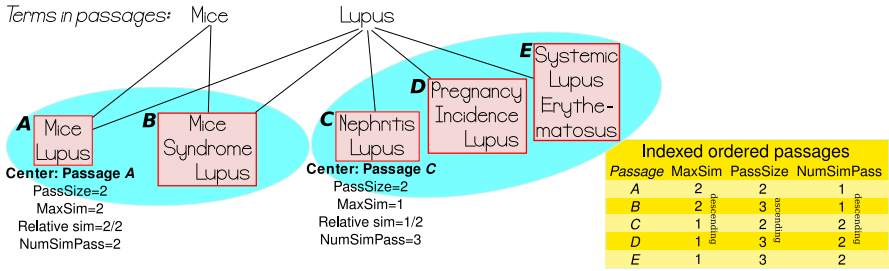 Terms in passages: Mice Lupus
A
Mice
Lupus
B
Mice
Syndrome
Lupus
C
Nephritis
Lupus
D
Pregnancy
Incidence
Lupus
E
Systemic
Lupus
Erythe-
matosus
Center: Passage A
PassSize=2
MaxSim=2
Relative sim=2/2
NumSimPass=2
Center: Passage C
PassSize=2
MaxSim=1
Relative sim=1/2
NumSimPass=3
Indexed ordered passages
Passage MaxSim PassSize NumSimPass
A 2 2 1
B 2 3 1
C 1 2 2
D 1 3 2
E 1 3 2
descending
ascending
descending